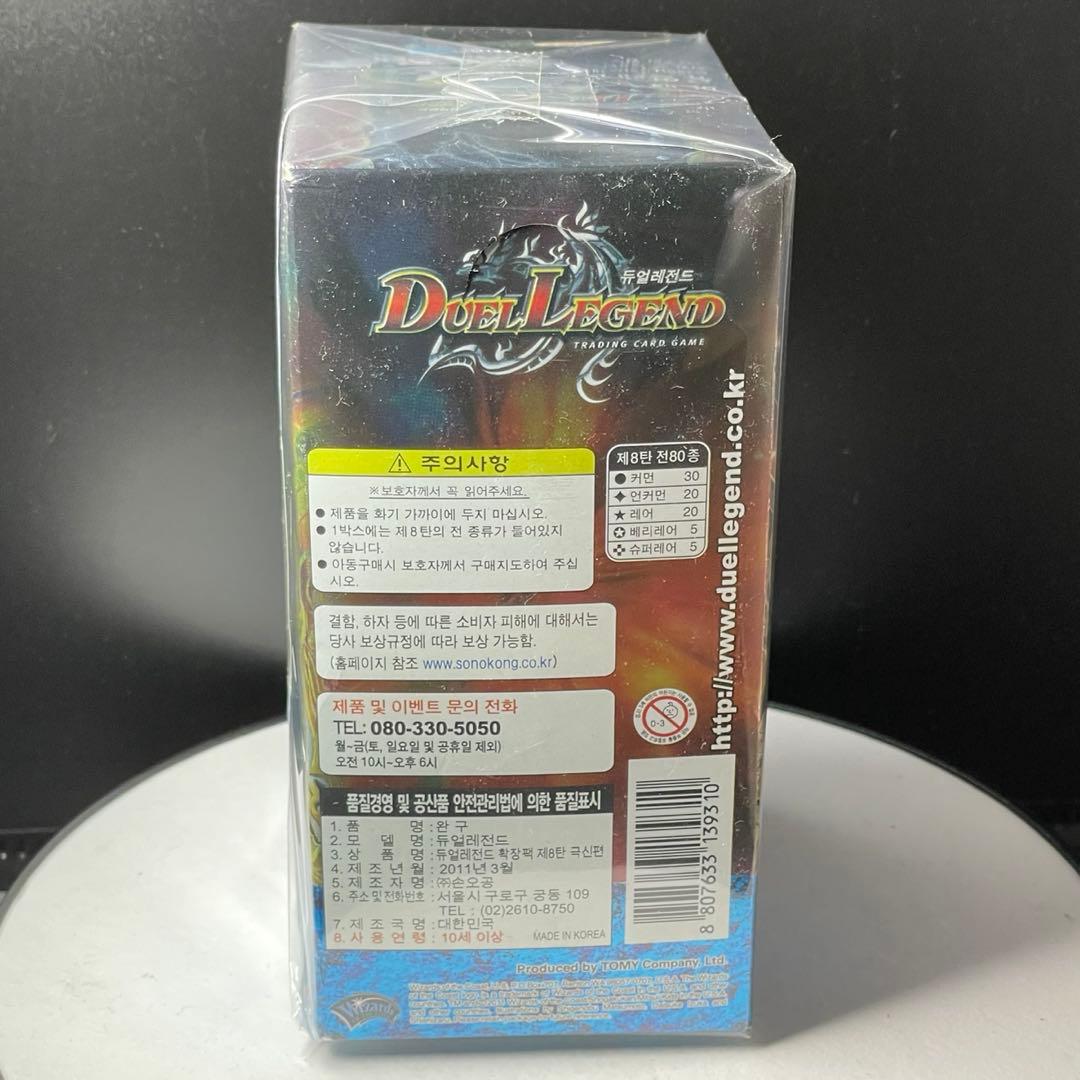 듀얼레전드
DUEL LEGEND
TRADING CARD GAME
http://www.duellegend.co.kr
⚠ 주의사항
※보호자께서 꼭 읽어주세요.
● 제품을 화기 가까이에 두지 마십시오.
● 1박스에는 제8탄의 전 종류가 들어있지
않습니다.
● 아동구매시 보호자께서 구매지도하여 주십
시오.
제8탄 전80종
● 커먼 30
✦ 언커먼 20
★ 레어 20
✪ 베리레어 5
슈퍼레어 5
결함, 하자 등에 따른 소비자 피해에 대해서는
당사 보상규정에 따라 보상 가능함.
(홈페이지 참조 www.sonokong.co.kr)
제품 및 이벤트 문의 전화
TEL: 080-330-5050
월~금(토, 일요일 및 공휴일 제외)
오전 10시~오후 6시
0-3
품질경영 및 공산품 안전관리법에 의한 품질표시
1. 품 명 : 완 구
2. 모 델 명 : 듀얼레전드
3. 상 품 명 : 듀얼레전드 확장팩 제8탄 극신편
4. 제 조 년 월 : 2011년 3월
5. 제 조 자 명 : ㈜손오공
6. 주소 및 전화번호 : 서울시 구로구 궁동 109
TEL : (02)2610-8750
7. 제 조 국 명 : 대한민국
8. 사 용 연 령 : 10세 이상
MADE IN KOREA
8 807633 139310
Produced by TOMY Company, Ltd.
Wizards